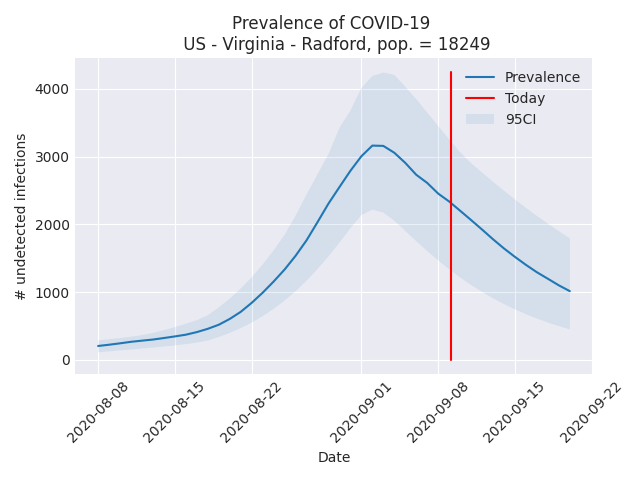 Prevalence of COVID-19
US - Virginia - Radford, pop. = 18249
Prevalence
Today
95CI
# undetected infections
4000
3000
2000
1000
0
2020-08-08
2020-08-15
2020-08-22
2020-09-01
2020-09-08
2020-09-15
2020-09-22
Date